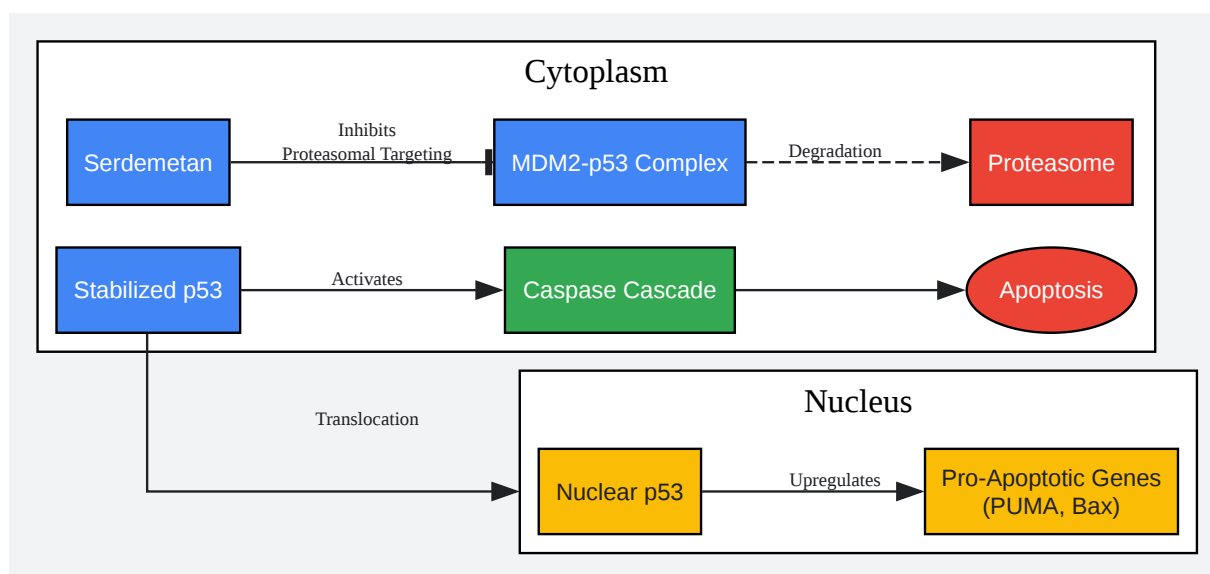 Cytoplasm
Serdemetan
Inhibits
Proteasomal Targeting
MDM2-p53 Complex
Degradation
Proteasome
Stabilized p53
Activates
Caspase Cascade
Apoptosis
Translocation
Nucleus
Nuclear p53
Upregulates
Pro-Apoptotic Genes
(PUMA, Bax)